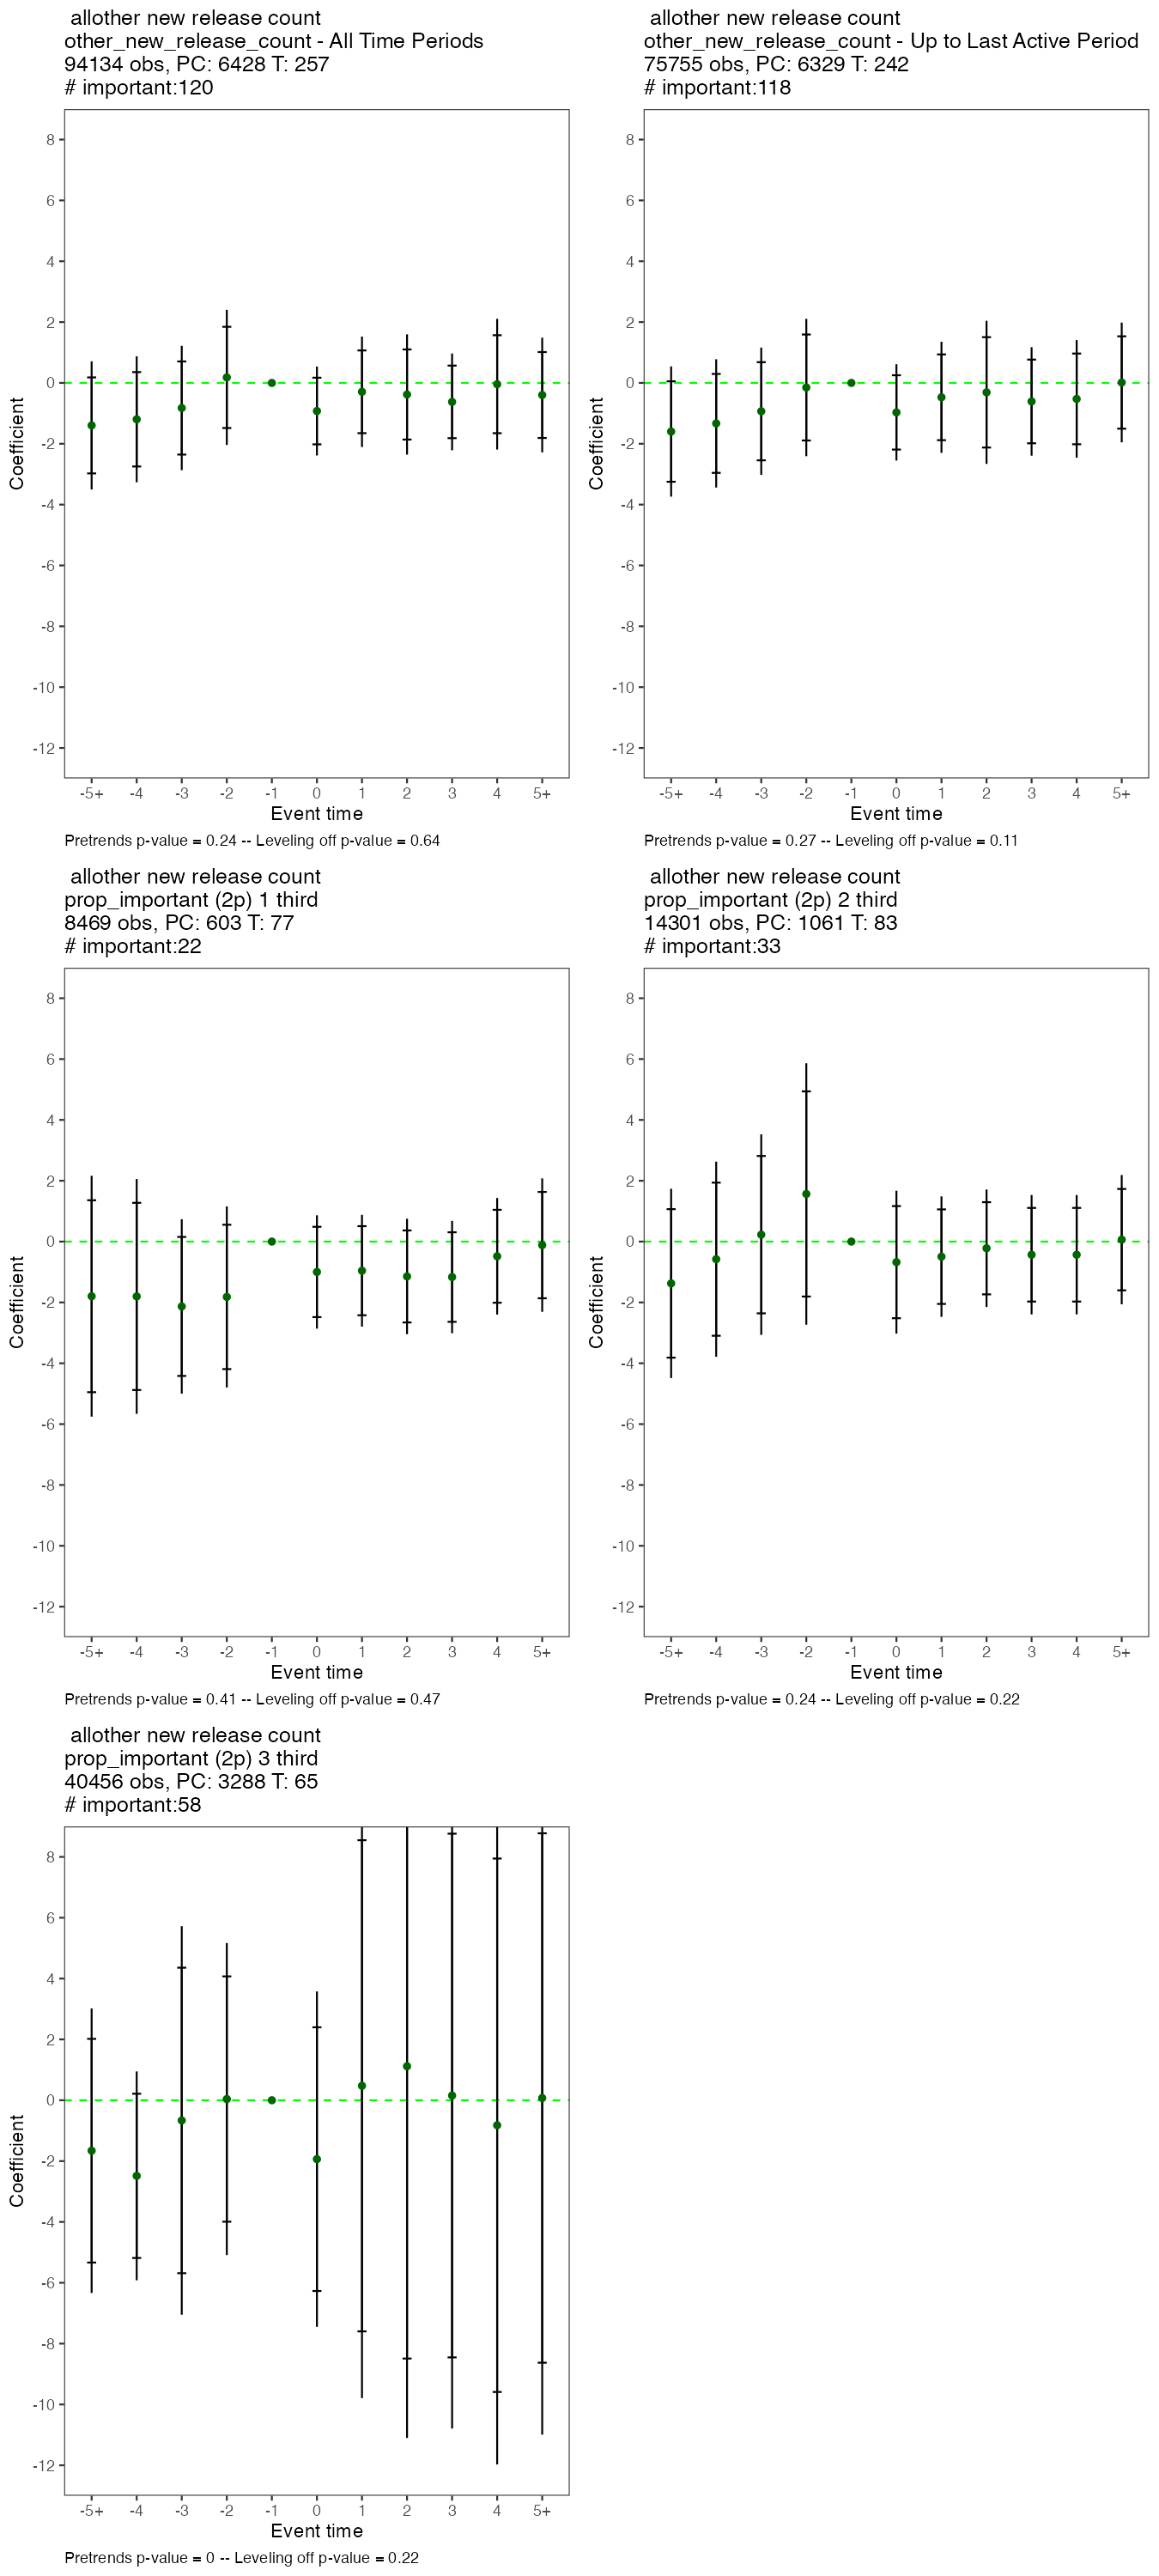 allother new release count
other_new_release_count - All Time Periods
94134 obs, PC: 6428 T: 257
# important:120
8
6
4
2
0
-2
-4
-6
-8
-10
-12
Coefficient
-5+ -4 -3 -2 -1 0 1 2 3 4 5+
Event time
Pretrends p-value = 0.24 -- Leveling off p-value = 0.64
allother new release count
other_new_release_count - Up to Last Active Period
75755 obs, PC: 6329 T: 242
# important:118
8
6
4
2
0
-2
-4
-6
-8
-10
-12
Coefficient
-5+ -4 -3 -2 -1 0 1 2 3 4 5+
Event time
Pretrends p-value = 0.27 -- Leveling off p-value = 0.11
allother new release count
prop_important (2p) 1 third
8469 obs, PC: 603 T: 77
# important:22
8
6
4
2
0
-2
-4
-6
-8
-10
-12
Coefficient
-5+ -4 -3 -2 -1 0 1 2 3 4 5+
Event time
Pretrends p-value = 0.41 -- Leveling off p-value = 0.47
allother new release count
prop_important (2p) 2 third
14301 obs, PC: 1061 T: 83
# important:33
8
6
4
2
0
-2
-4
-6
-8
-10
-12
Coefficient
-5+ -4 -3 -2 -1 0 1 2 3 4 5+
Event time
Pretrends p-value = 0.24 -- Leveling off p-value = 0.22
allother new release count
prop_important (2p) 3 third
40456 obs, PC: 3288 T: 65
# important:58
8
6
4
2
0
-2
-4
-6
-8
-10
-12
Coefficient
-5+ -4 -3 -2 -1 0 1 2 3 4 5+
Event time
Pretrends p-value = 0 -- Leveling off p-value = 0.22